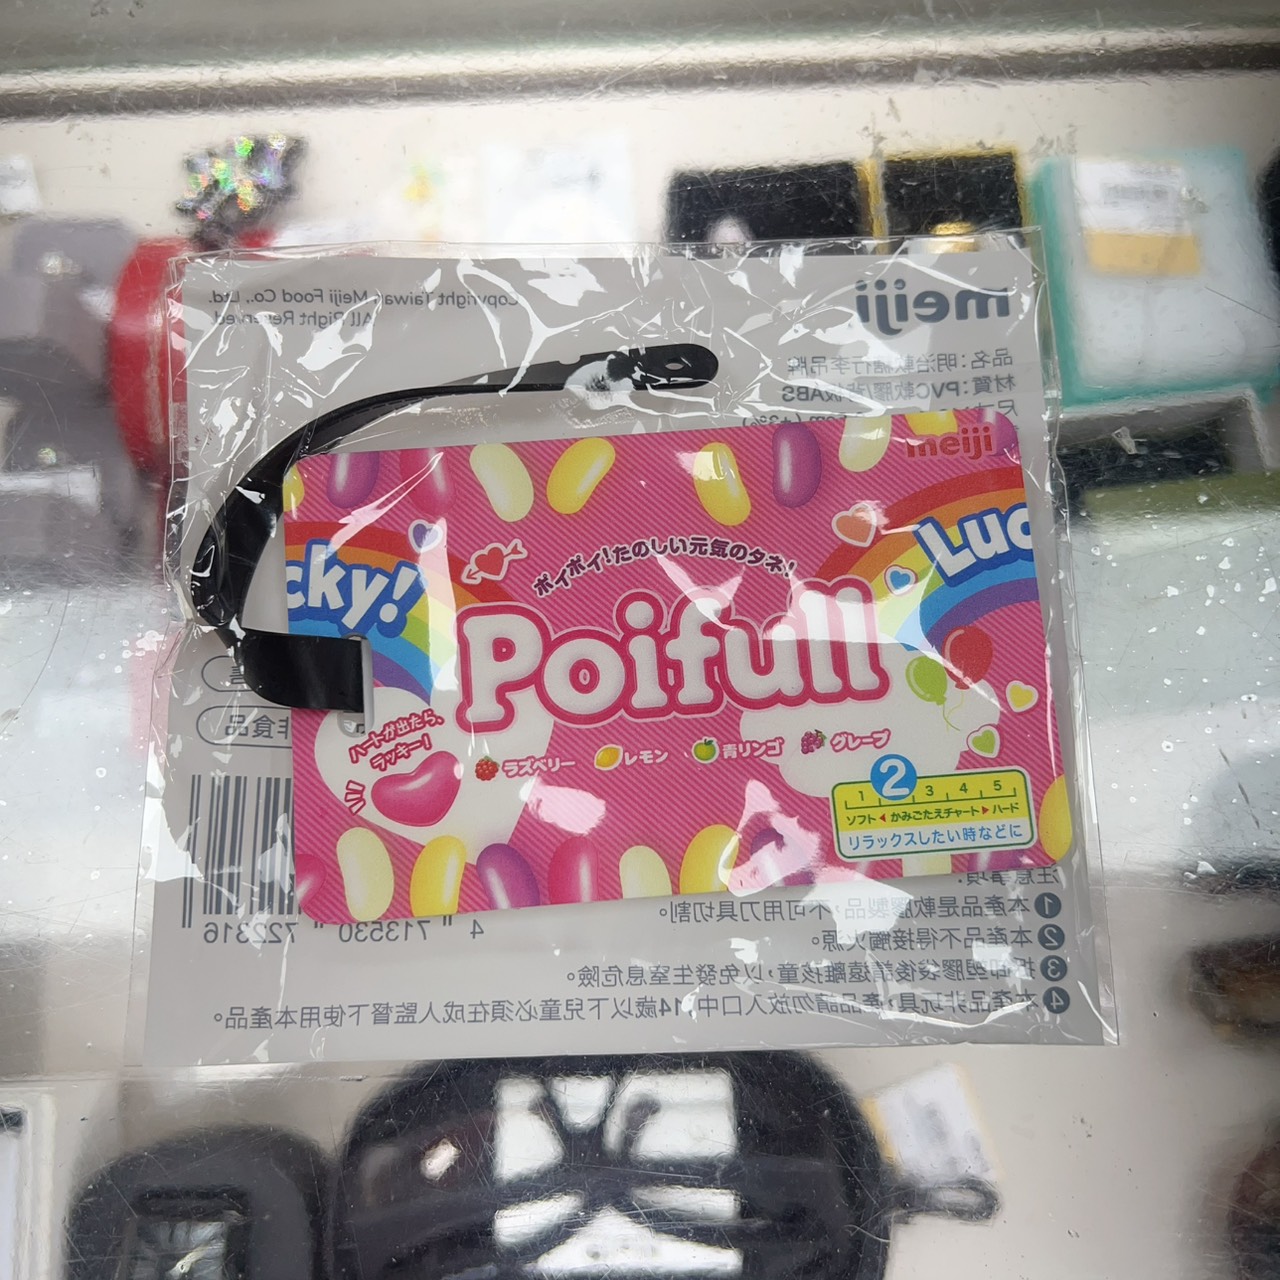 Copyright Taiwan Meiji Food Co., Ltd.
All Right Reserved.
meiji
品名:明治軟糖行李吊牌
材質:PVC軟膠
ABS
尺寸
meiji
cky!
Luc
ポイポイ!たのしい元気のタネ!
Poifull
ハートが出たら、
ラッキー!
ラズベリー
レモン
青リンゴ
グレープ
1 2 3 4 5
ソフト かみごたえチャート ハード
リラックスしたい時などに
非食品
4 713530 722316
注意事項:
1 本產品是軟膠製品,不可用刀具切割。
2 本產品不得接觸火源。
3 拆卸塑膠袋後請遠離孩童,以免發生窒息危險。
4 本產品非玩具,產品請勿放入口中,14歲以下兒童必須在成人監督下使用本產品。